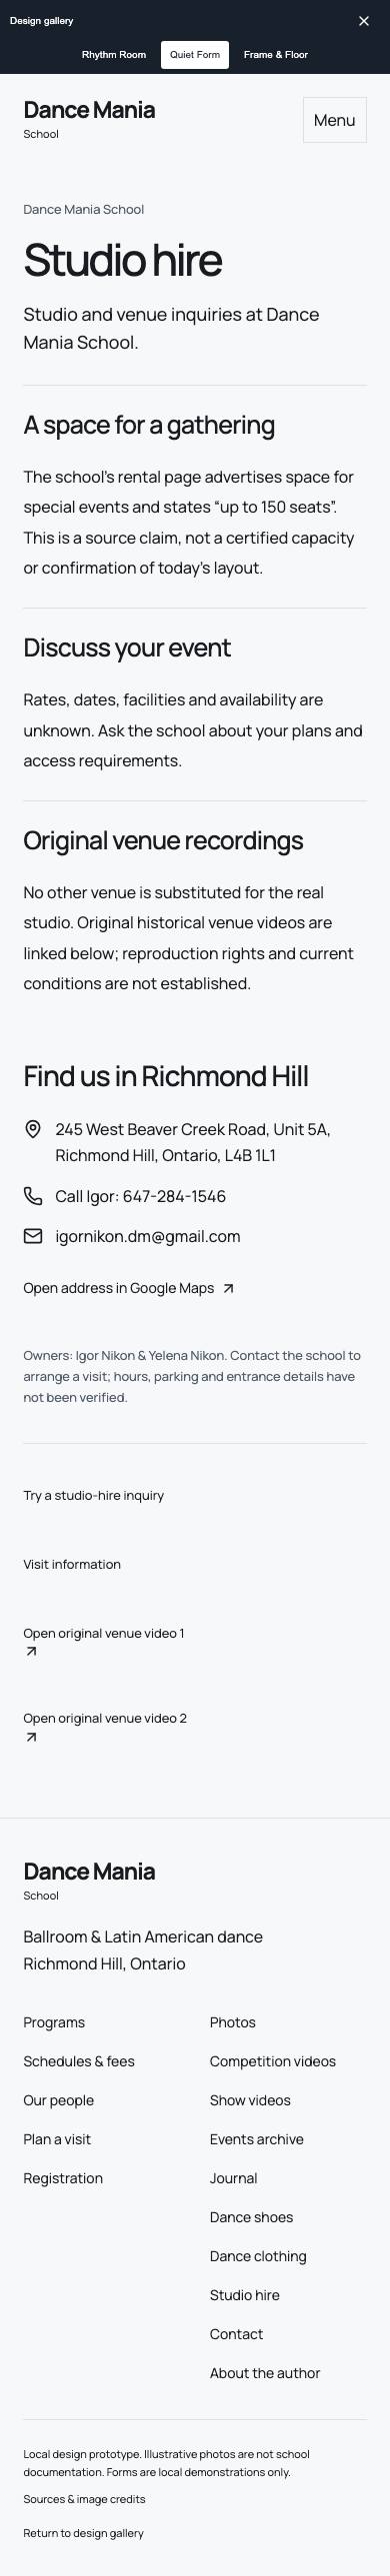 Design gallery
Rhythm Room
Quiet Form
Frame & Floor
Dance Mania
School
Menu
Dance Mania School
Studio hire
Studio and venue inquiries at Dance
Mania School.
A space for a gathering
The school's rental page advertises space for
special events and states “up to 150 seats”.
This is a source claim, not a certified capacity
or confirmation of today's layout.
Discuss your event
Rates, dates, facilities and availability are
unknown. Ask the school about your plans and
access requirements.
Original venue recordings
No other venue is substituted for the real
studio. Original historical venue videos are
linked below; reproduction rights and current
conditions are not established.
Find us in Richmond Hill
245 West Beaver Creek Road, Unit 5A,
Richmond Hill, Ontario, L4B 1L1
Call Igor: 647-284-1546
igornikon.dm@gmail.com
Open address in Google Maps
Owners: Igor Nikon & Yelena Nikon. Contact the school to
arrange a visit; hours, parking and entrance details have
not been verified.
Try a studio-hire inquiry
Visit information
Open original venue video 1
Open original venue video 2
Dance Mania
School
Ballroom & Latin American dance
Richmond Hill, Ontario
Programs
Schedules & fees
Our people
Plan a visit
Registration
Photos
Competition videos
Show videos
Events archive
Journal
Dance shoes
Dance clothing
Studio hire
Contact
About the author
Local design prototype. Illustrative photos are not school
documentation. Forms are local demonstrations only.
Sources & image credits
Return to design gallery